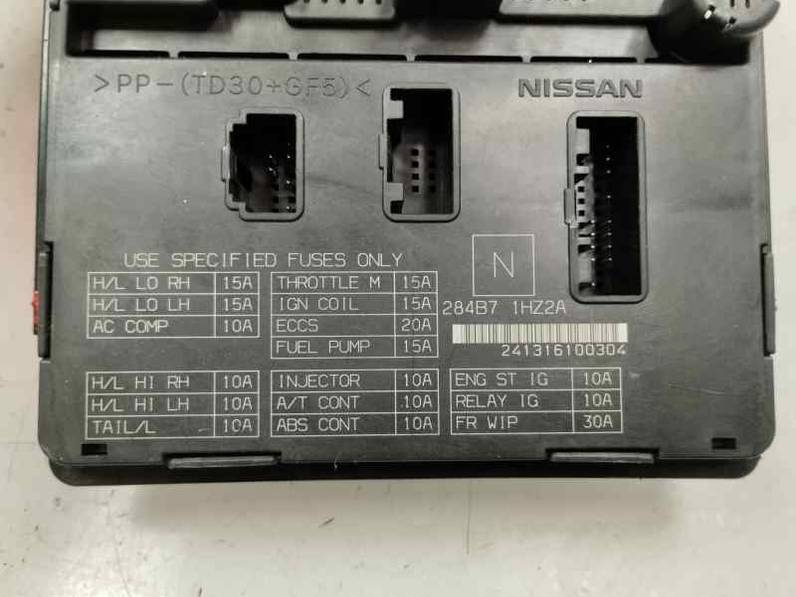 >PP-(TD30+GF5)<
NISSAN
USE SPECIFIED FUSES ONLY
H/L LO RH 15A
H/L LO LH 15A
AC COMP 10A
THROTTLE M 15A
IGN COIL 15A
ECCS 20A
FUEL PUMP 15A
N
284B7 1HZ2A
241316100304
H/L HI RH 10A
H/L HI LH 10A
TAIL/L 10A
INJECTOR 10A
A/T CONT 10A
ABS CONT 10A
ENG ST IG 10A
RELAY IG 10A
FR WIP 30A